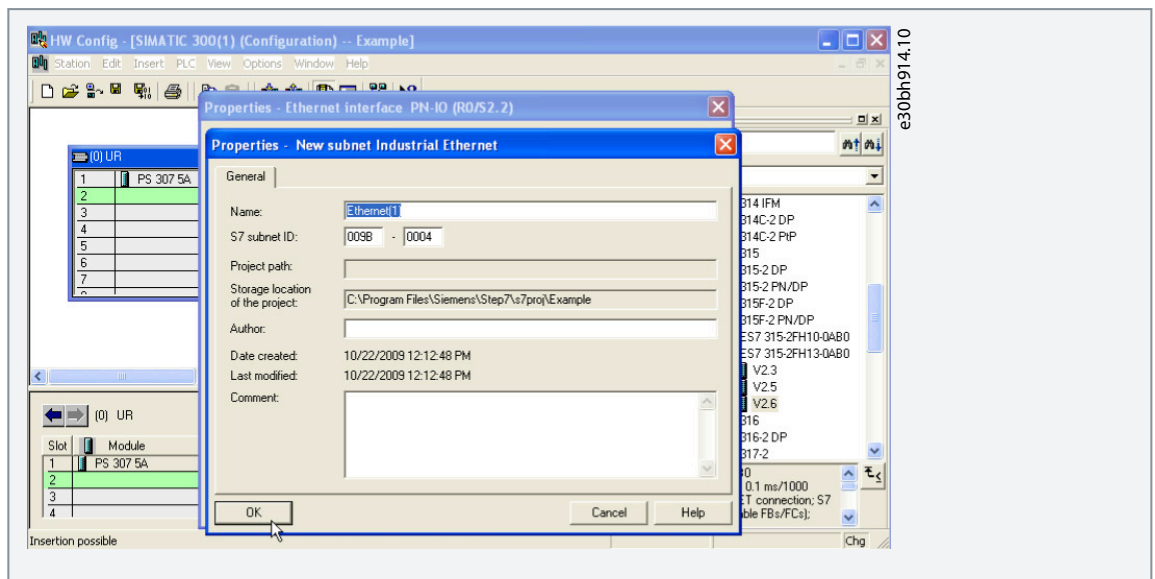 HW Config - [SIMATIC 300(1) (Configuration) -- Example]
Station Edit Insert PLC View Options Window Help
e30bh914.10
Properties - Ethernet interface PN-IO (R0/S2.2)
Properties - New subnet Industrial Ethernet
General
Name: Ethernet(1)
S7 subnet ID: 009B - 0004
Project path:
Storage location
of the project: C:\Program Files\Siemens\Step7\s7proj\Example
Author:
Date created: 10/22/2009 12:12:48 PM
Last modified: 10/22/2009 12:12:48 PM
Comment:
OK Cancel Help
(0) UR
1 PS 307 5A
2
3
4
5
6
7
(0) UR
Slot Module
1 PS 307 5A
2
3
4
314 IFM
314C-2 DP
314C-2 PtP
315
315-2 DP
315-2 PN/DP
315F-2 DP
315F-2 PN/DP
ES7 315-2FH10-0AB0
ES7 315-2FH13-0AB0
V2.3
V2.5
V2.6
316
316-2 DP
317-2
0.1 ms/1000
ET connection; S7
able FBs/FCs);
Insertion possible
Chg